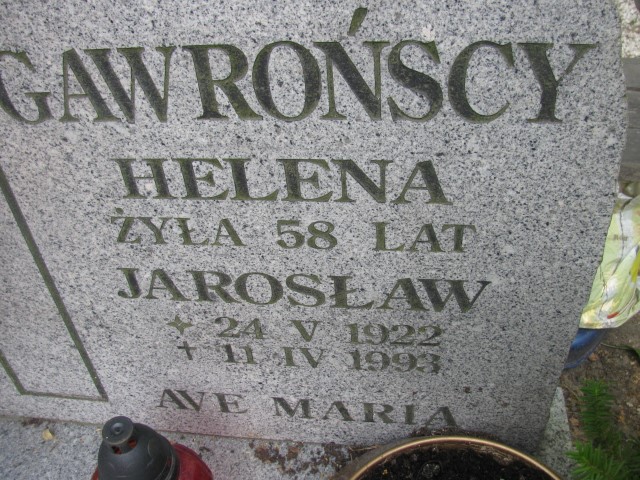 GAWROŃSCY
HELENA
ŻYŁA 58 LAT
JAROSŁAW
24 V 1922
† 11 IV 1993
AVE MARIA